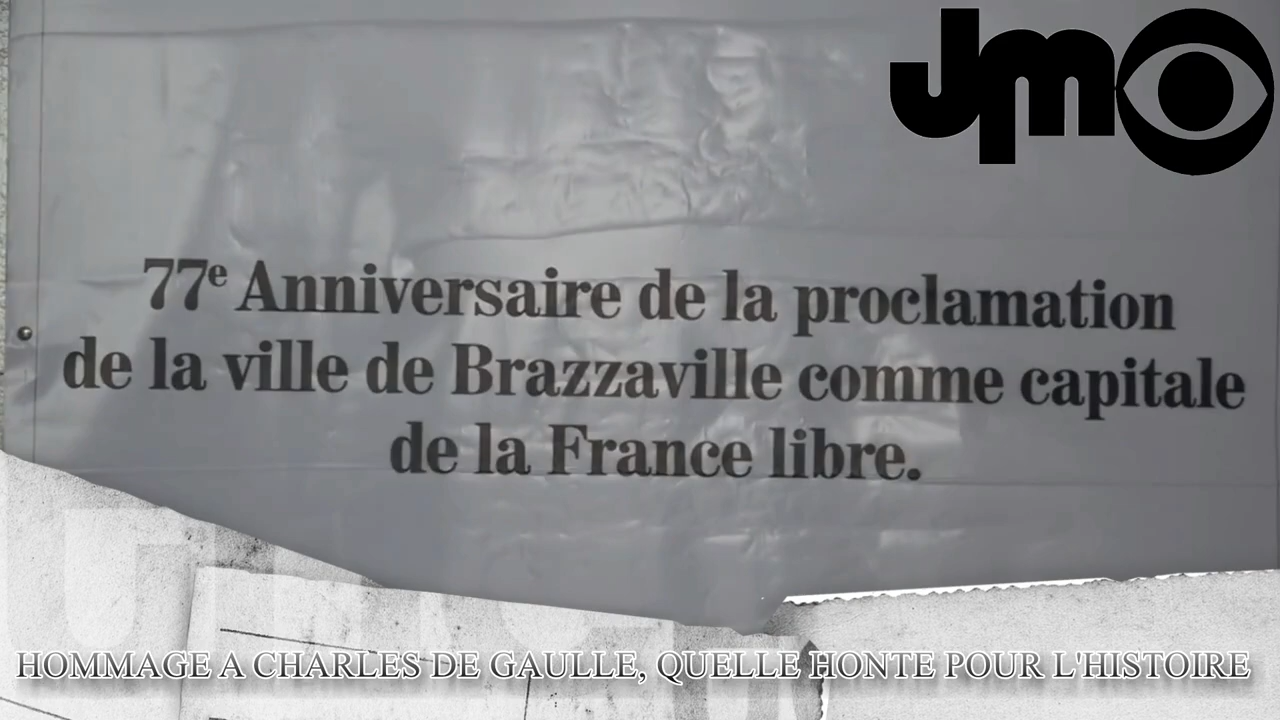 JMO
77e Anniversaire de la proclamation
de la ville de Brazzaville comme capitale
de la France libre.
HOMMAGE A CHARLES DE GAULLE, QUELLE HONTE POUR L'HISTOIRE